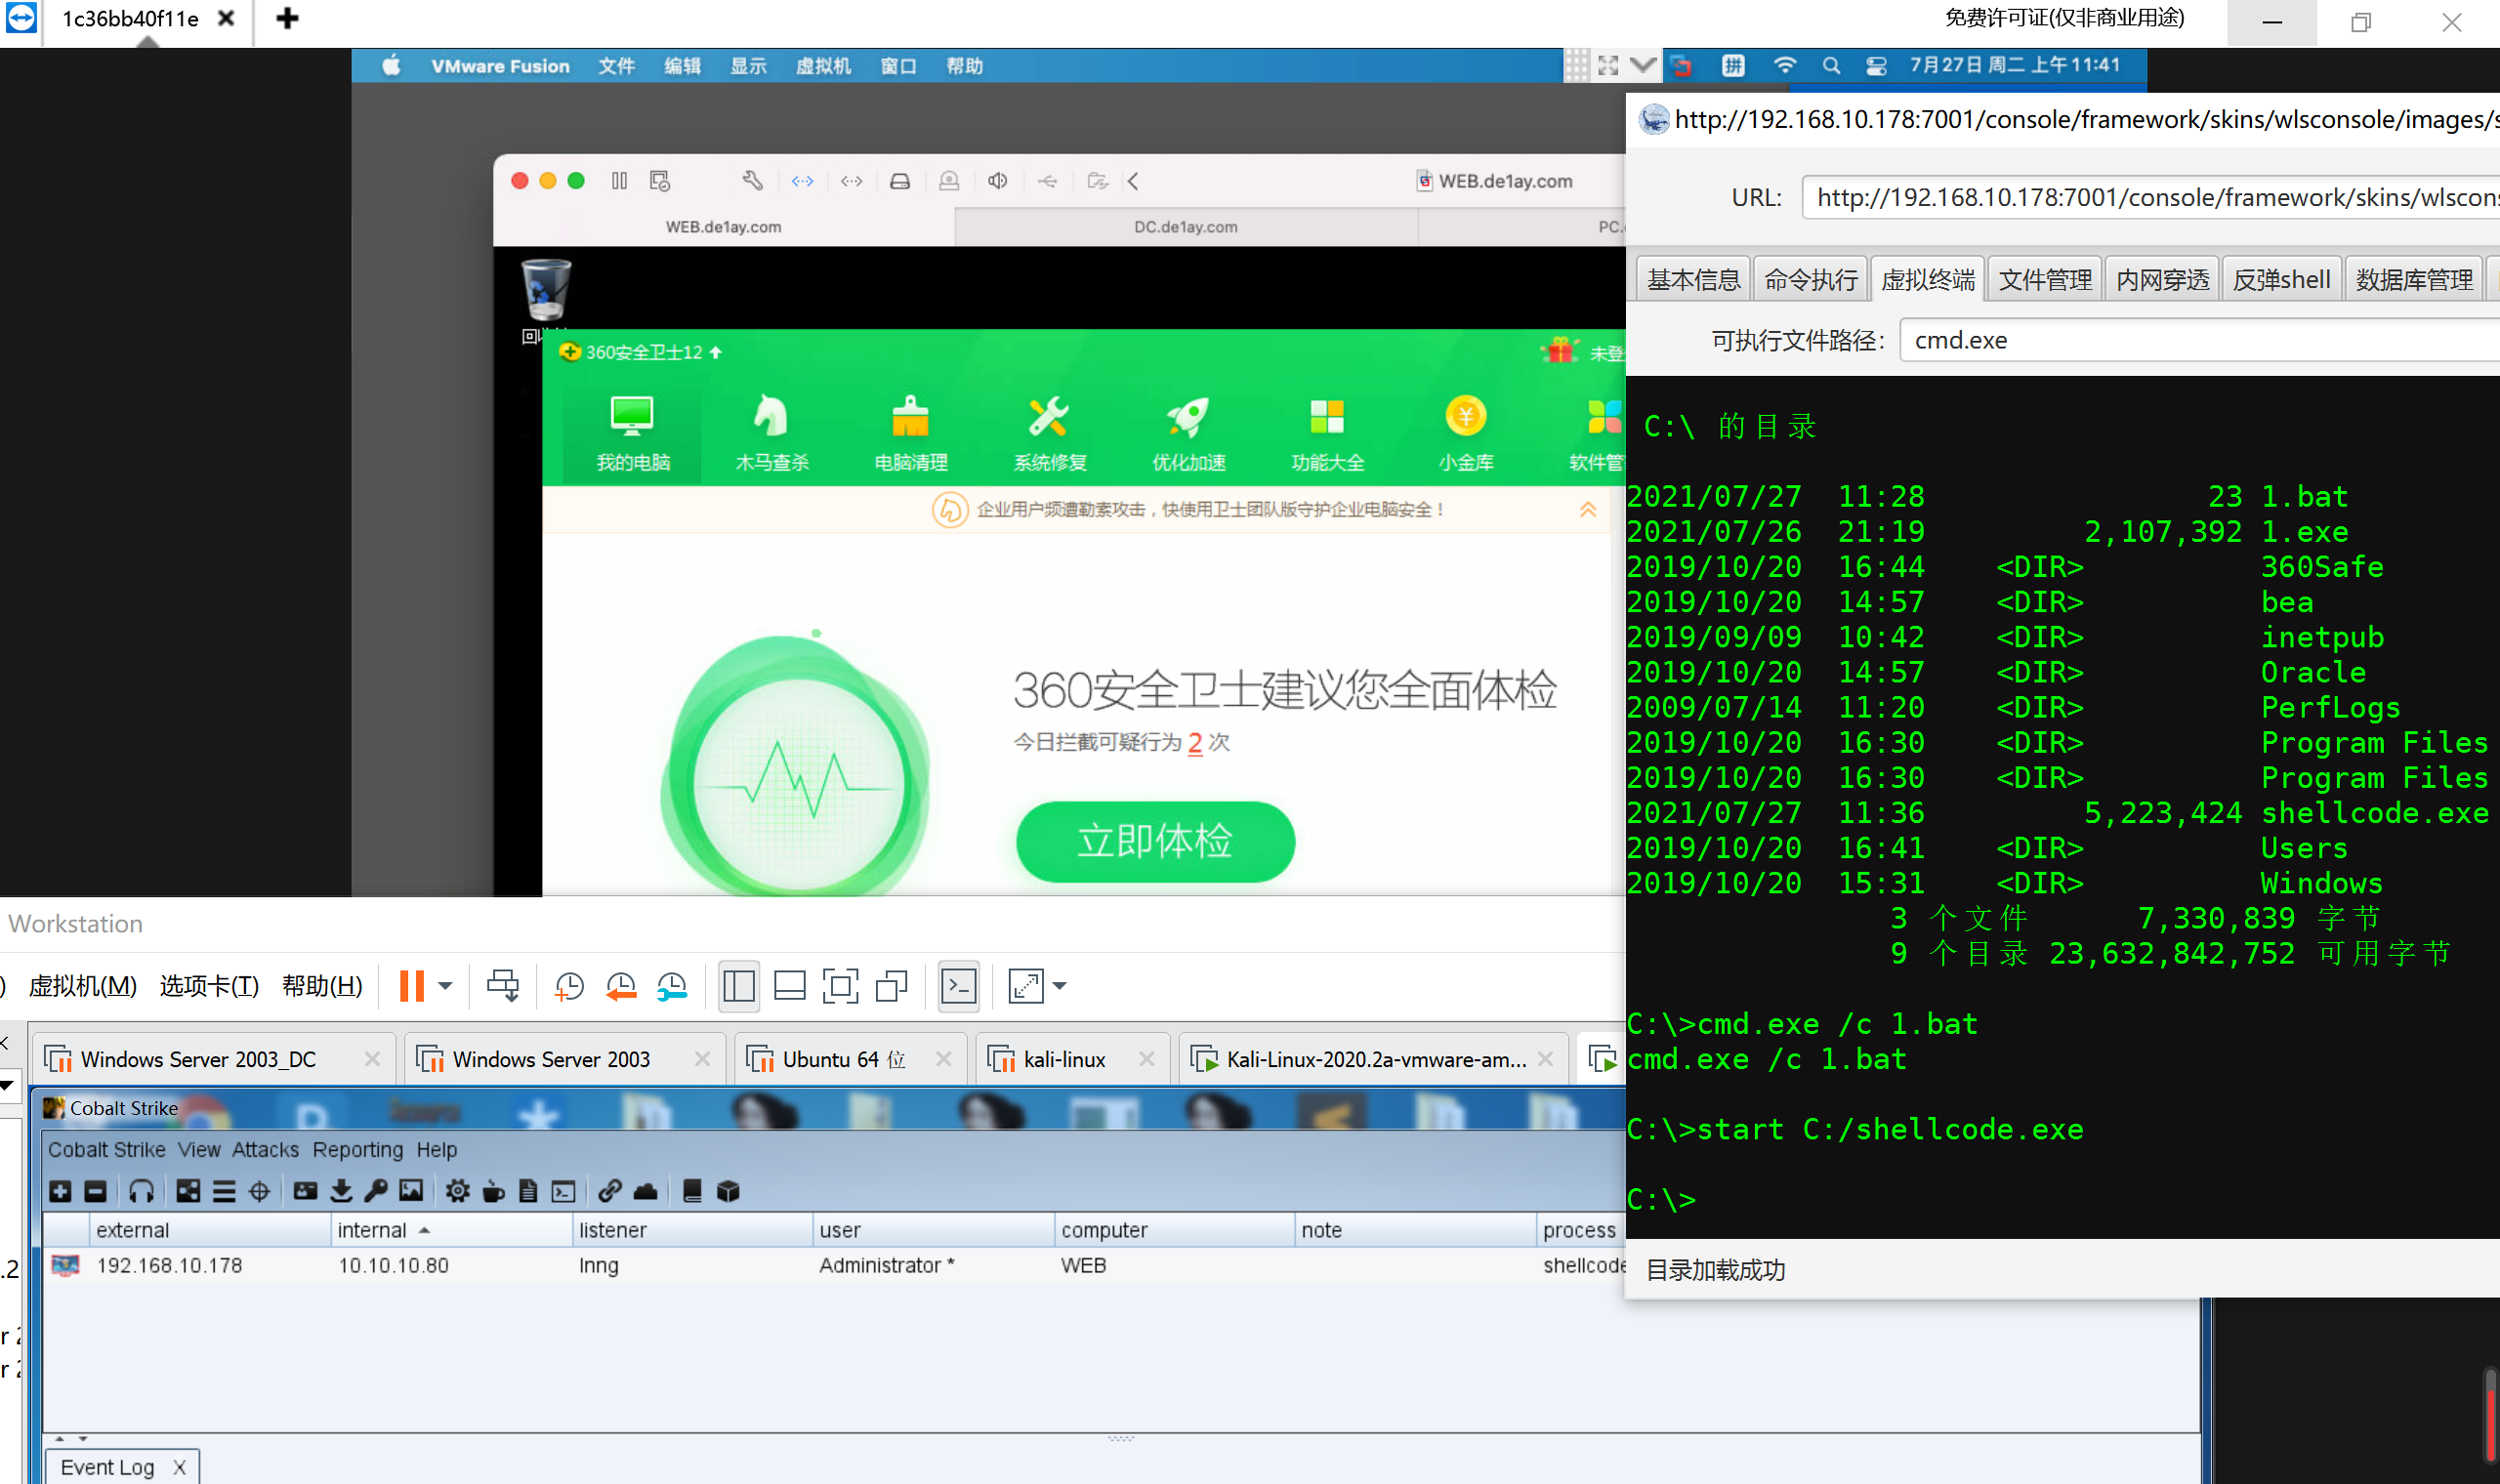 1c36bb40f11e
免费许可证(仅非商业用途)
VMware Fusion 文件 编辑 显示 虚拟机 窗口 帮助
拼
7月27日 周二 上午11:41
WEB.de1ay.com
WEB.de1ay.com
DC.de1ay.com
PC.
360安全卫士12
我的电脑
木马查杀
电脑清理
系统修复
优化加速
功能大全
小金库
软件管
企业用户频遭勒索攻击，快使用卫士团队版守护企业电脑安全！
360安全卫士建议您全面体检
今日拦截可疑行为 2 次
立即体检
http://192.168.10.178:7001/console/framework/skins/wlsconsole/images/s
URL: http://192.168.10.178:7001/console/framework/skins/wlscons
基本信息 命令执行 虚拟终端 文件管理 内网穿透 反弹shell 数据库管理
可执行文件路径: cmd.exe
C:\ 的目录
2021/07/27 11:28 23 1.bat
2021/07/26 21:19 2,107,392 1.exe
2019/10/20 16:44 <DIR> 360Safe
2019/10/20 14:57 <DIR> bea
2019/09/09 10:42 <DIR> inetpub
2019/10/20 14:57 <DIR> Oracle
2009/07/14 11:20 <DIR> PerfLogs
2019/10/20 16:30 <DIR> Program Files
2019/10/20 16:30 <DIR> Program Files
2021/07/27 11:36 5,223,424 shellcode.exe
2019/10/20 16:41 <DIR> Users
2019/10/20 15:31 <DIR> Windows
3 个文件 7,330,839 字节
9 个目录 23,632,842,752 可用字节
C:\>cmd.exe /c 1.bat
cmd.exe /c 1.bat
C:\>start C:/shellcode.exe
C:\>
目录加载成功
Workstation
虚拟机(M) 选项卡(T) 帮助(H)
Windows Server 2003_DC
Windows Server 2003
Ubuntu 64 位
kali-linux
Kali-Linux-2020.2a-vmware-am...
Cobalt Strike
Cobalt Strike View Attacks Reporting Help
external internal listener user computer note process
192.168.10.178 10.10.10.80 lnng Administrator * WEB shellcode
.2
r 2
r 2
Event Log X